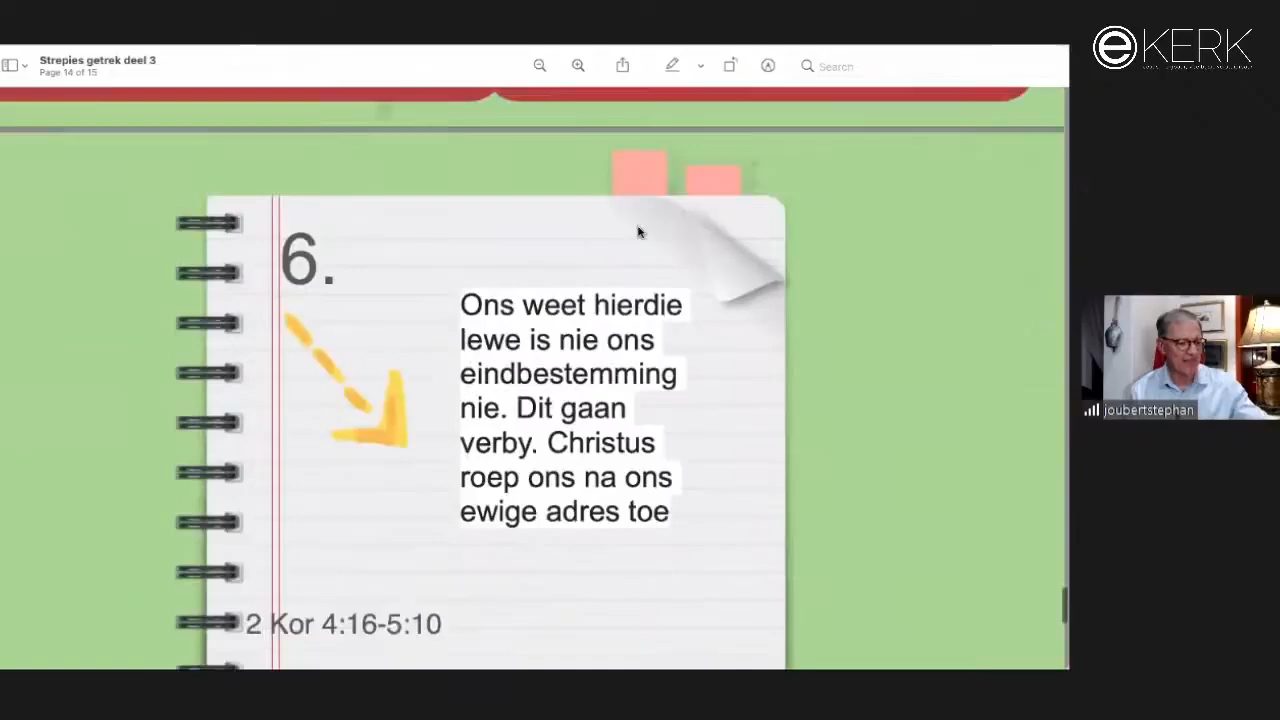 eKERK
Strepies getrek deel 3
Page 14 of 15
Search
6.
Ons weet hierdie
lewe is nie ons
eindbestemming
nie. Dit gaan
verby. Christus
roep ons na ons
ewige adres toe
joubertstephan
2 Kor 4:16-5:10